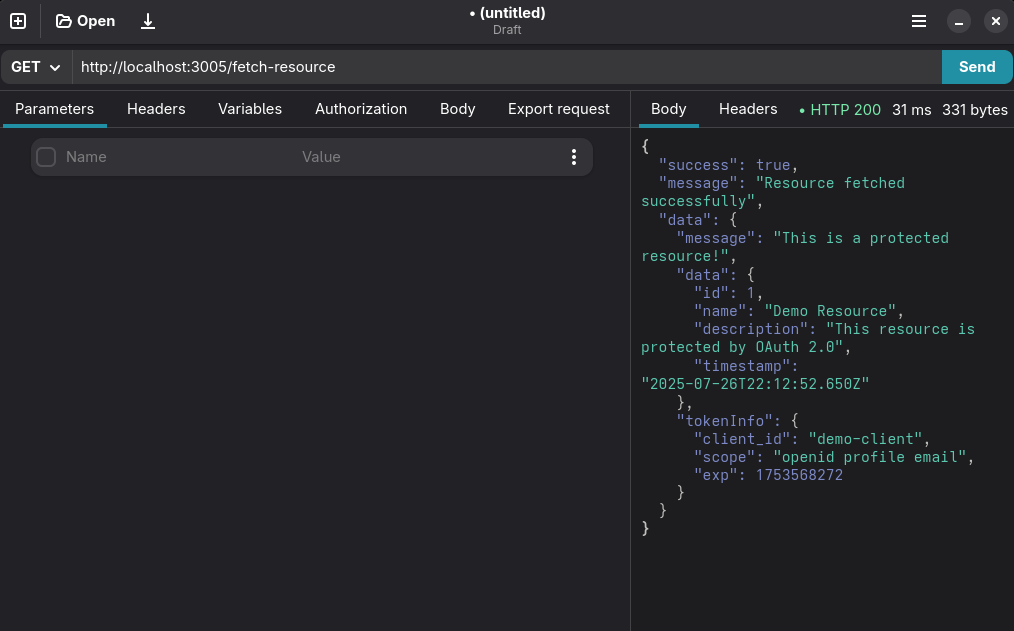 Open
• (untitled)
Draft
GET
http://localhost:3005/fetch-resource
Send
Parameters Headers Variables Authorization Body Export request
Name Value
Body Headers • HTTP 200 31 ms 331 bytes
{
  "success": true,
  "message": "Resource fetched
successfully",
  "data": {
    "message": "This is a protected
resource!",
    "data": {
      "id": 1,
      "name": "Demo Resource",
      "description": "This resource is
protected by OAuth 2.0",
      "timestamp":
"2025-07-26T22:12:52.650Z"
    },
    "tokenInfo": {
      "client_id": "demo-client",
      "scope": "openid profile email",
      "exp": 1753568272
    }
  }
}